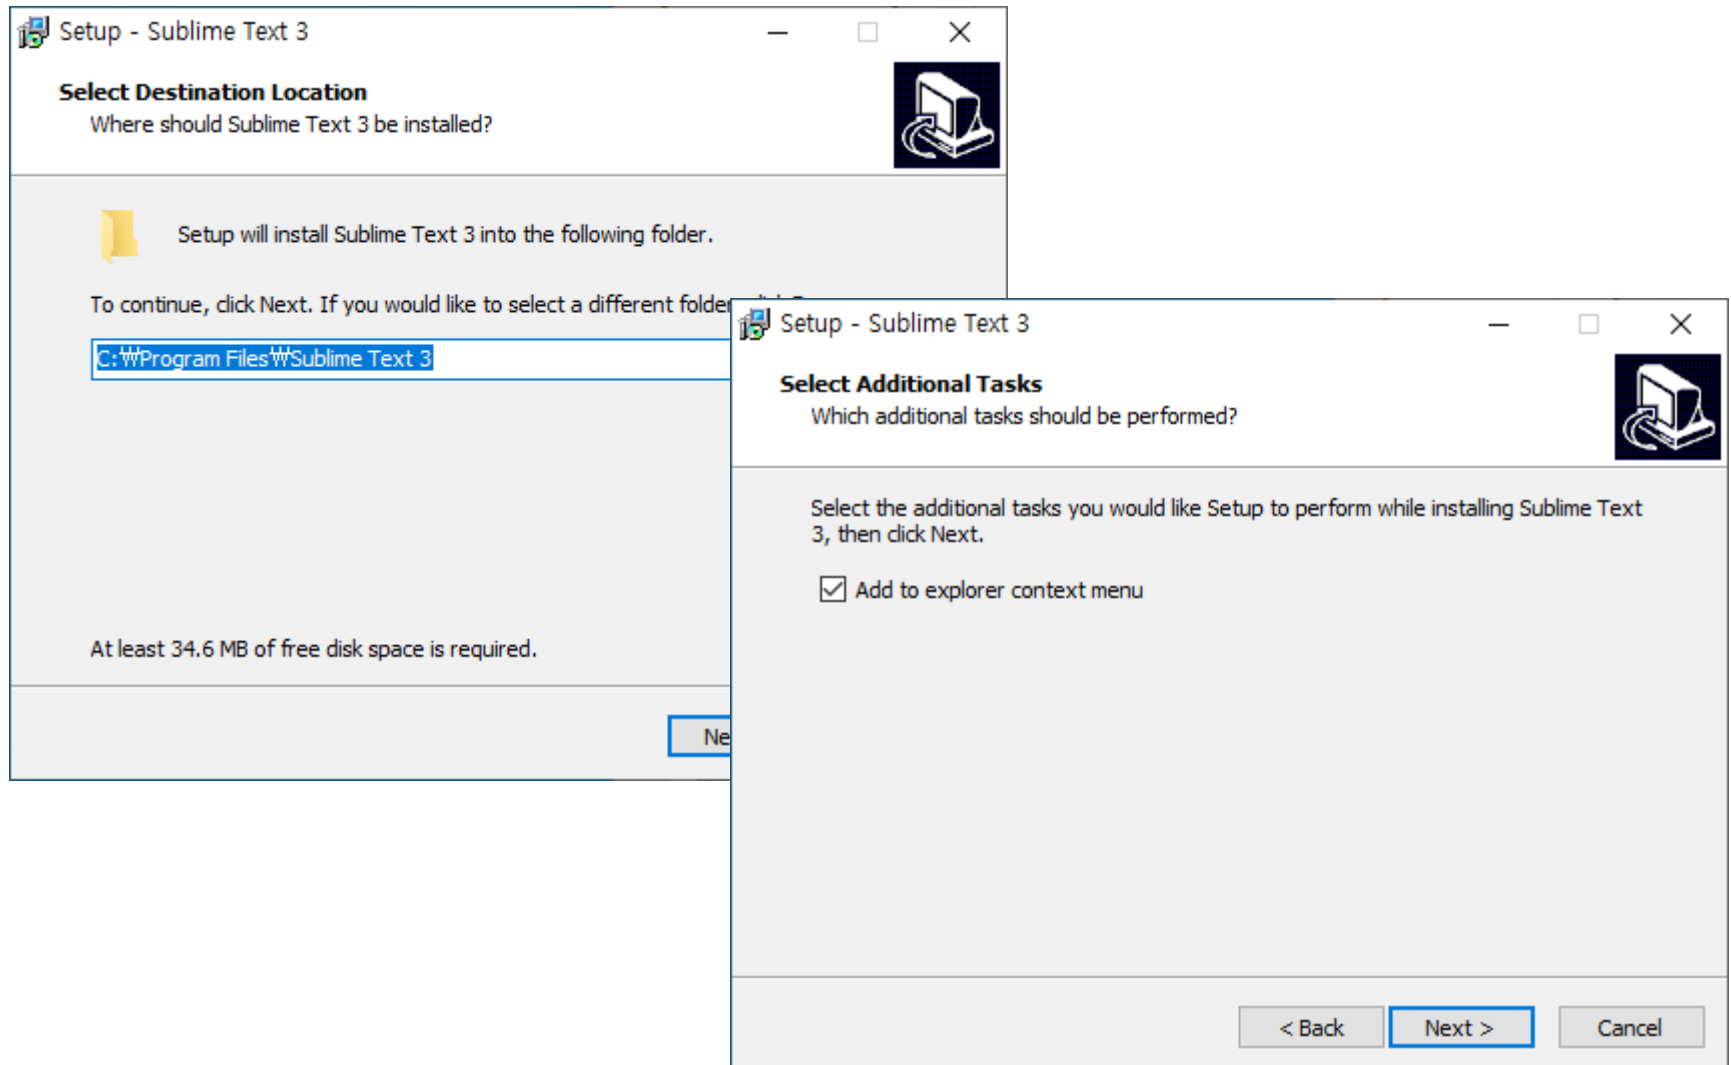 Setup - Sublime Text 3
Select Destination Location
Where should Sublime Text 3 be installed?
Setup will install Sublime Text 3 into the following folder.
To continue, click Next. If you would like to select a different folder
C:₩Program Files₩Sublime Text 3
At least 34.6 MB of free disk space is required.
Setup - Sublime Text 3
Select Additional Tasks
Which additional tasks should be performed?
Select the additional tasks you would like Setup to perform while installing Sublime Text
3, then click Next.
Add to explorer context menu
< Back
Next >
Cancel